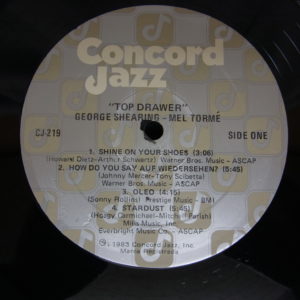 Concord
Jazz
"TOP DRAWER"
GEORGE SHEARING - MEL TORMÉ
CJ-219
SIDE ONE
1. SHINE ON YOUR SHOES (3:06)
(Howard Dietz-Arthur Schwartz) Warner Bros. Music - ASCAP
2. HOW DO YOU SAY AUF WIEDERSEHEN? (5:45)
(Johnny Mercer-Tony Scibetta)
Warner Bros. Music - ASCAP
3. OLEO (4:15)
(Sonny Rollins) Prestige Music - BMI
4. STARDUST (5:45)
(Hoagy Carmichael-Mitchell Parish)
Mills Music, Inc.
Everbright Music Co. - ASCAP
℗ 1983 Concord Jazz, Inc.
Marca Registrada